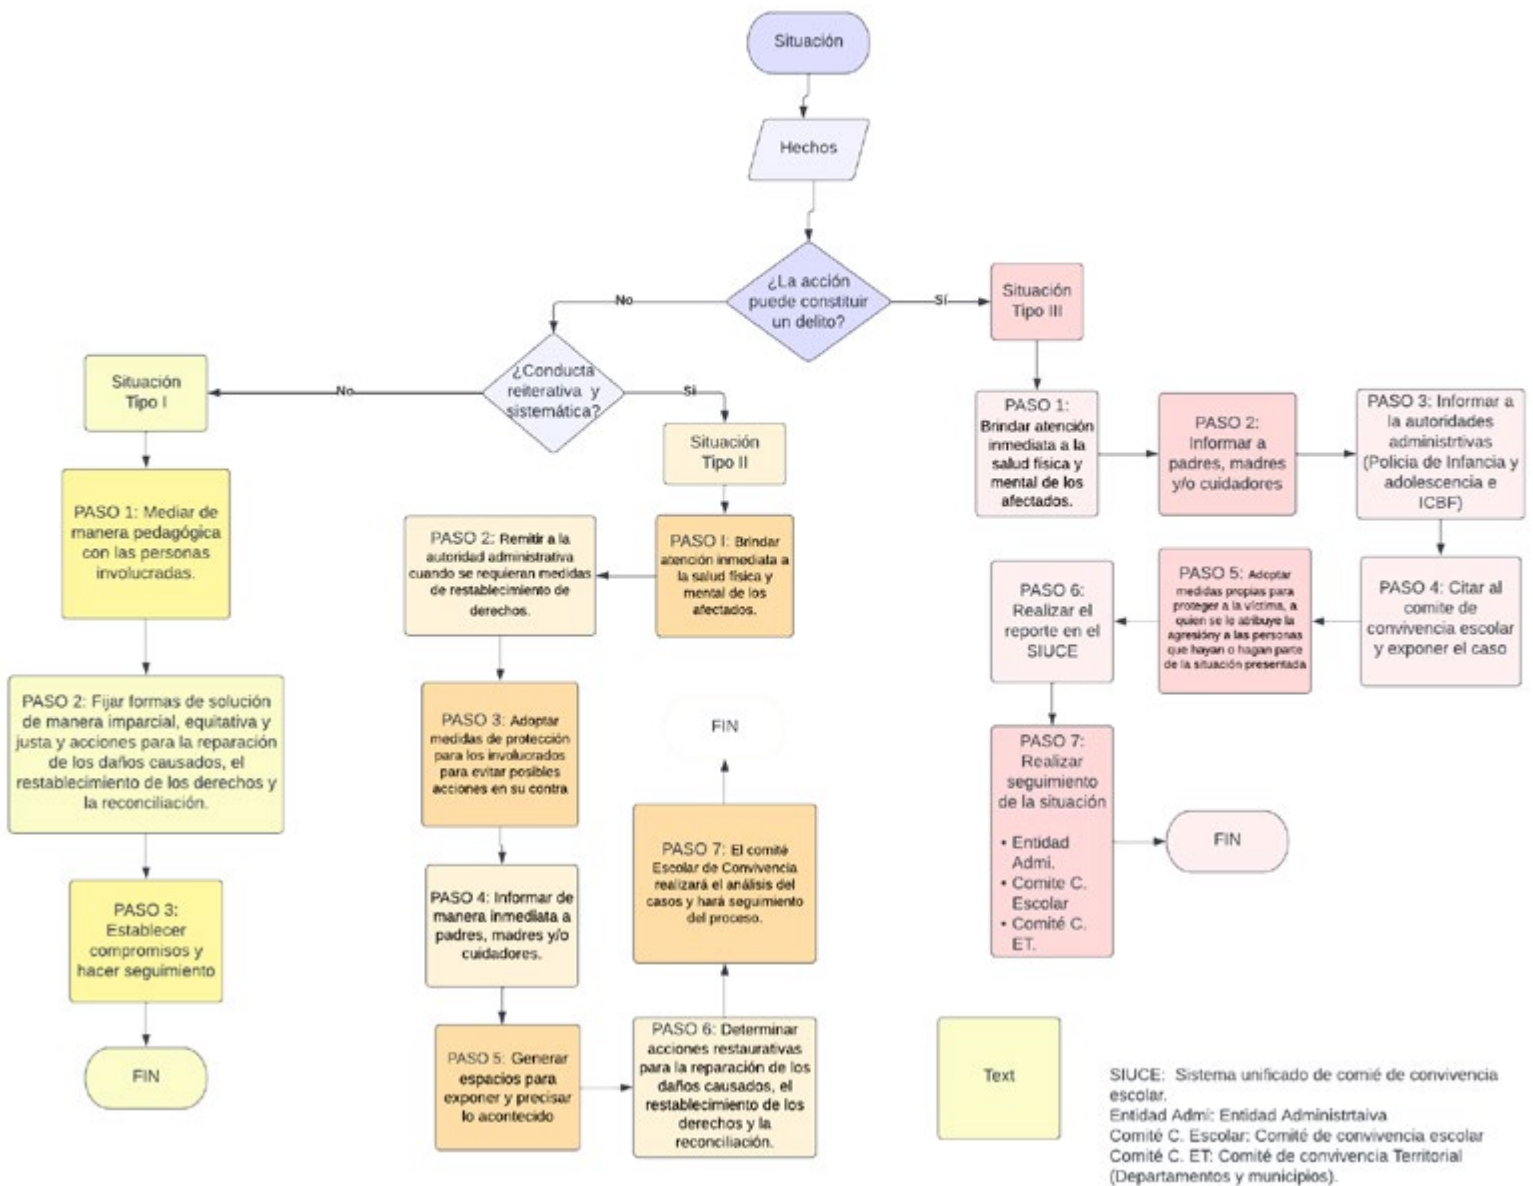 Situación
Hechos
¿La acción
puede constituir
un delito?
No
Sí
Situación
Tipo III
¿Conducta
reiterativa y
sistemática?
No
Si
Situación
Tipo I
Situación
Tipo II
PASO 1: Mediar de
manera pedagógica
con las personas
involucradas.
PASO 2: Fijar formas de solución
de manera imparcial, equitativa y
justa y acciones para la reparación
de los daños causados, el
restablecimiento de los derechos y
la reconciliación.
PASO 3:
Establecer
compromisos y
hacer seguimiento
FIN
PASO I: Brindar
atención inmediata a
la salud física y
mental de los
afectados.
PASO 2: Remitir a la
autoridad administrativa
cuando se requieran medidas
de restablecimiento de
derechos.
PASO 3: Adoptar
medidas de protección
para los involucrados
para evitar posibles
acciones en su contra
PASO 4: Informar de
manera inmediata a
padres, madres y/o
cuidadores.
PASO 5: Generar
espacios para
exponer y precisar
lo acontecido
PASO 6: Determinar
acciones restaurativas
para la reparación de los
daños causados, el
restablecimiento de los
derechos y la
reconciliación.
PASO 7: El comité
Escolar de Convivencia
realizará el análisis del
casos y hará seguimiento
del proceso.
FIN
PASO 1:
Brindar atención
inmediata a la
salud física y
mental de los
afectados.
PASO 2:
Informar a
padres, madres
y/o cuidadores
PASO 3: Informar a
la autoridades
administrtivas
(Policia de Infancia y
adolescencia e
ICBF)
PASO 4: Citar al
comite de
convivencia escolar
y exponer el caso
PASO 5: Adoptar
medidas propias para
proteger a la víctima, a
quien se le atribuye la
agresióny a las personas
que hayan o hagan parte
de la situación presentada
PASO 6:
Realizar el
reporte en el
SIUCE
PASO 7:
Realizar
seguimiento
de la situación
• Entidad
Admi.
• Comite C.
Escolar
• Comité C.
ET.
FIN
Text
SIUCE: Sistema unificado de comié de convivencia
escolar.
Entidad Admi: Entidad Administrtaiva
Comité C. Escolar: Comité de convivencia escolar
Comité C. ET: Comité de convivencia Territorial
(Departamentos y municipios).